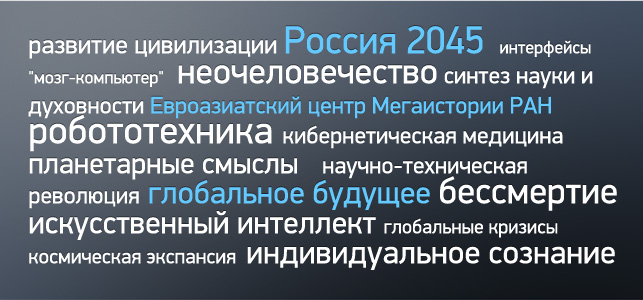 развитие цивилизации Россия 2045 интерфейсы
"мозг-компьютер" неочеловечество синтез науки и
духовности Евроазиатский центр Мегаистории РАН
робототехника кибернетическая медицина
планетарные смыслы научно-техническая
революция глобальное будущее бессмертие
искусственный интеллект глобальные кризисы
космическая экспансия индивидуальное сознание